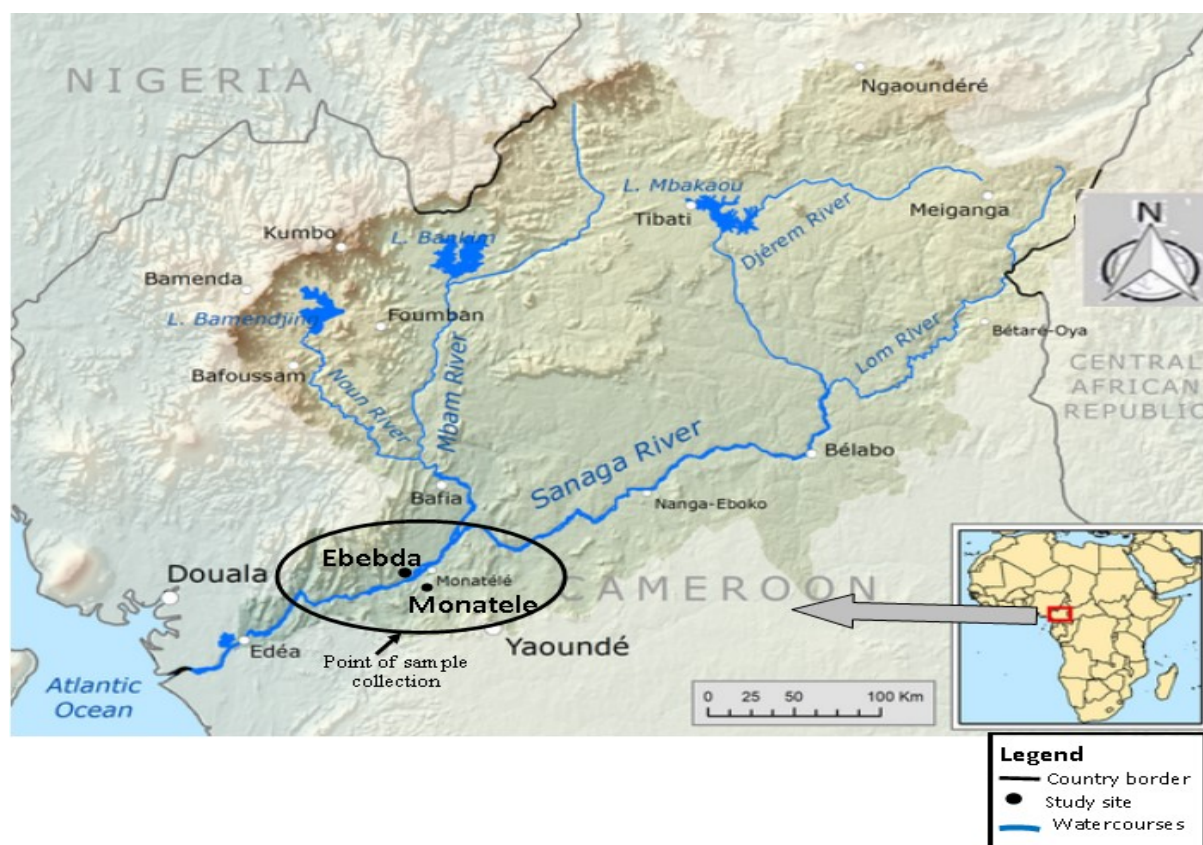 NIGERIA
Ngaoundéré
L. Mbakaou
Tibati
Meiganga
Djérem River
N
Kumbo
L. Bankim
Bamenda
L. Bamendjing
Foumban
Bétaré-Oya
Lom River
CENTRAL
AFRICAN
REPUBLIC
Bafoussam
Noun River
Mbam River
Sanaga River
Bélabo
Bafia
Nanga-Eboko
Ebebda
Douala
Monatélé
CAMEROON
Monatele
Edéa
Yaoundé
Point of sample
collection
Atlantic
Ocean
0 25 50 100 Km
Legend
Country border
Study site
Watercourses